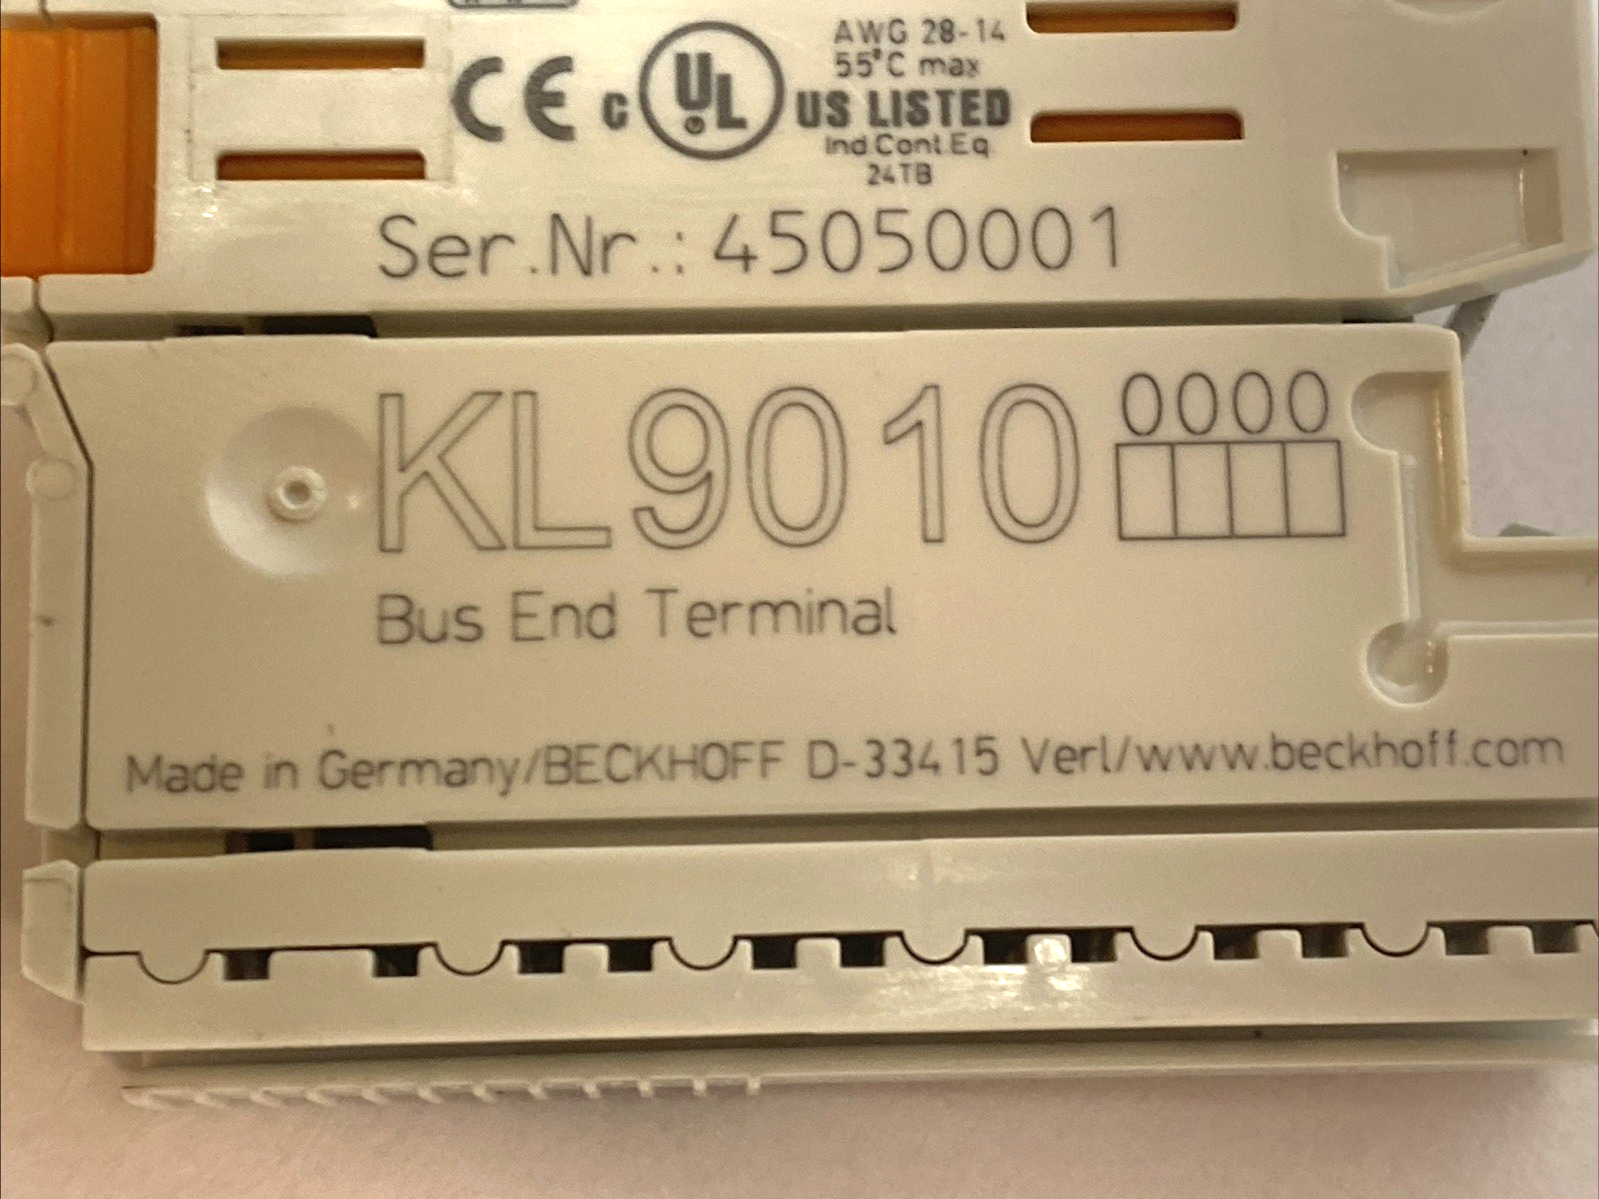 AWG 28-14
55°C max
CE c UL US LISTED
Ind.Cont.Eq.
24TB
Ser.Nr.: 45050001
KL9010 0000
Bus End Terminal
Made in Germany/BECKHOFF D-33415 Verl/www.beckhoff.com